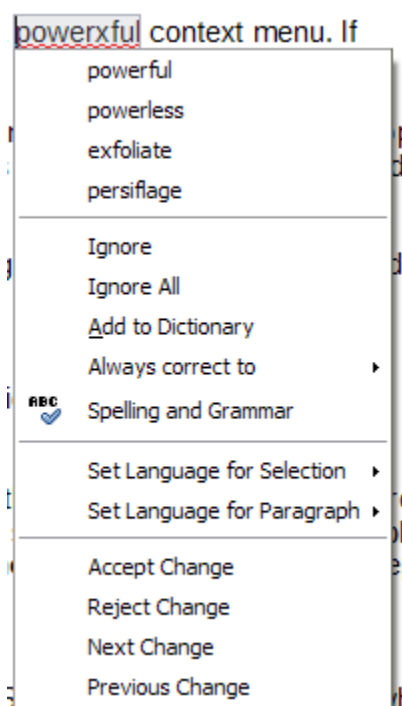 powerxful context menu. If
powerful
powerless
exfoliate
persiflage
Ignore
Ignore All
Add to Dictionary
Always correct to
ABC
Spelling and Grammar
Set Language for Selection
Set Language for Paragraph
Accept Change
Reject Change
Next Change
Previous Change